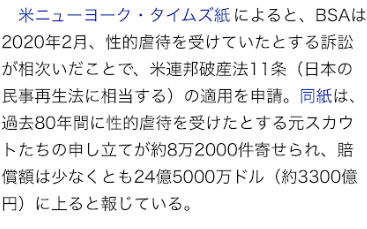 米ニューヨーク・タイムズ紙によると、BSAは
2020年2月、性的虐待を受けていたとする訴訟
が相次いだことで、米連邦破産法11条（日本の
民事再生法に相当する）の適用を申請。同紙は、
過去80年間に性的虐待を受けたとする元スカウ
トたちの申し立てが約8万2000件寄せられ、賠
償額は少なくとも24億5000万ドル（約3300億
円）に上ると報じている。